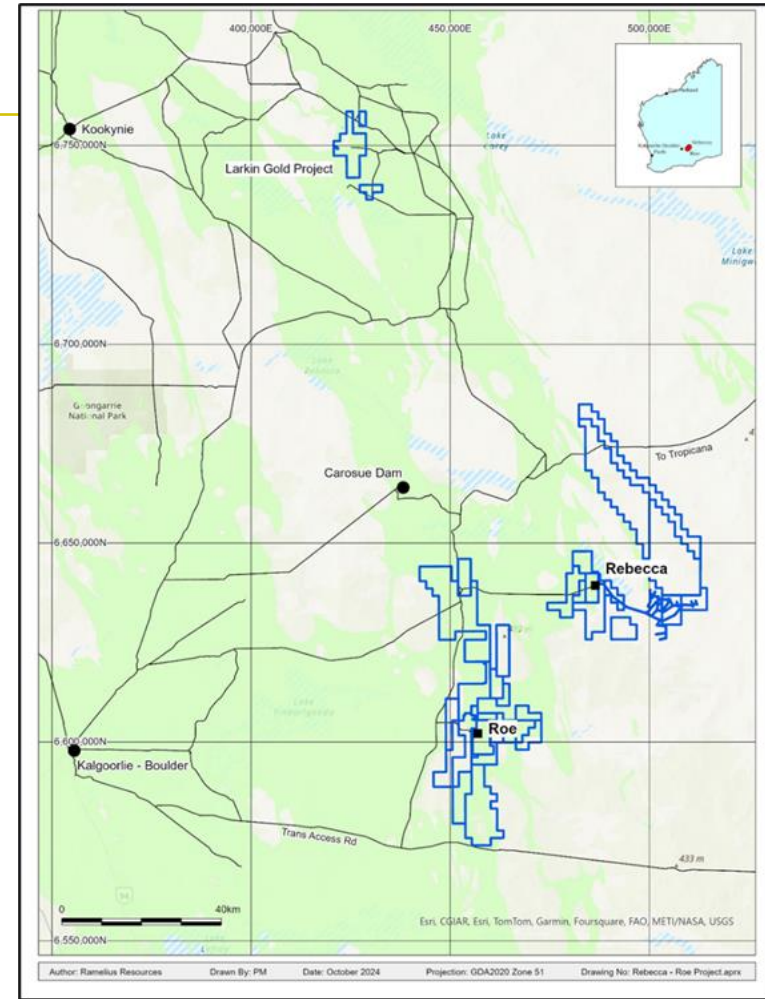 400,000E
450,000E
500,000E
Kookynie
6,750,000N
Larkin Gold Project
Lake
Lake
Minigw
6,700,000N
Goongarrie
National Park
Carosue Dam
To Tropicana
6,650,000N
Rebecca
6,600,000N
Roe
Kalgoorlie - Boulder
Trans Access Rd
433 m
0
40km
94
Esri, CGIAR, Esri, TomTom, Garmin, Foursquare, FAO, METI/NASA, USGS
6,550,000N
Author: Ramelius Resources
Drawn By: PM
Date: October 2024
Projection: GDA2020 Zone 51
Drawing No: Rebecca - Roe Project.aprx